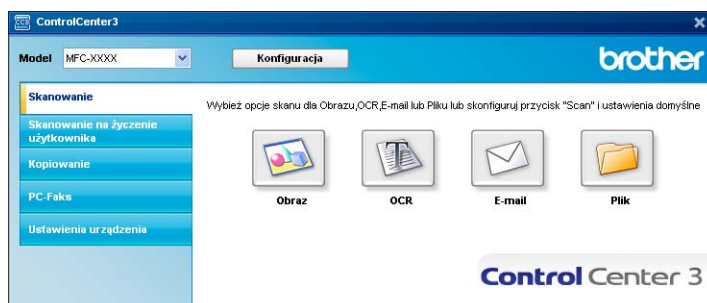 ControlCenter3
Model MFC-XXXX Konfiguracja brother
Skanowanie
Wybież opcje skanu dla Obrazu,OCR,E-mail lub Pliku lub skonfiguruj przycisk "Scan" i ustawienia domyślne
Skanowanie na życzenie
użytkownika
Kopiowanie
PC-Faks
Ustawienia urządzenia
Obraz OCR E-mail Plik
Control Center 3